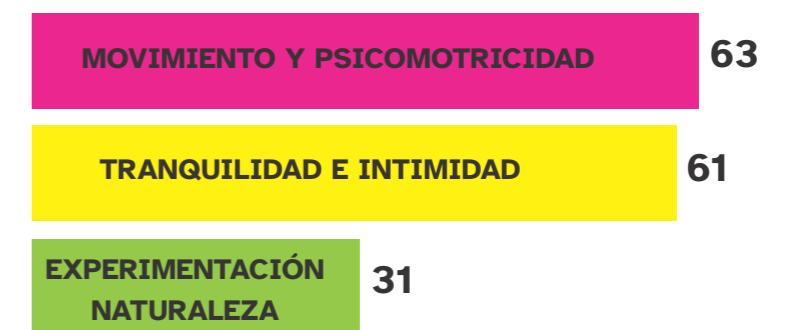 MOVIMIENTO Y PSICOMOTRICIDAD 63
TRANQUILIDAD E INTIMIDAD 61
EXPERIMENTACIÓN
NATURALEZA
31